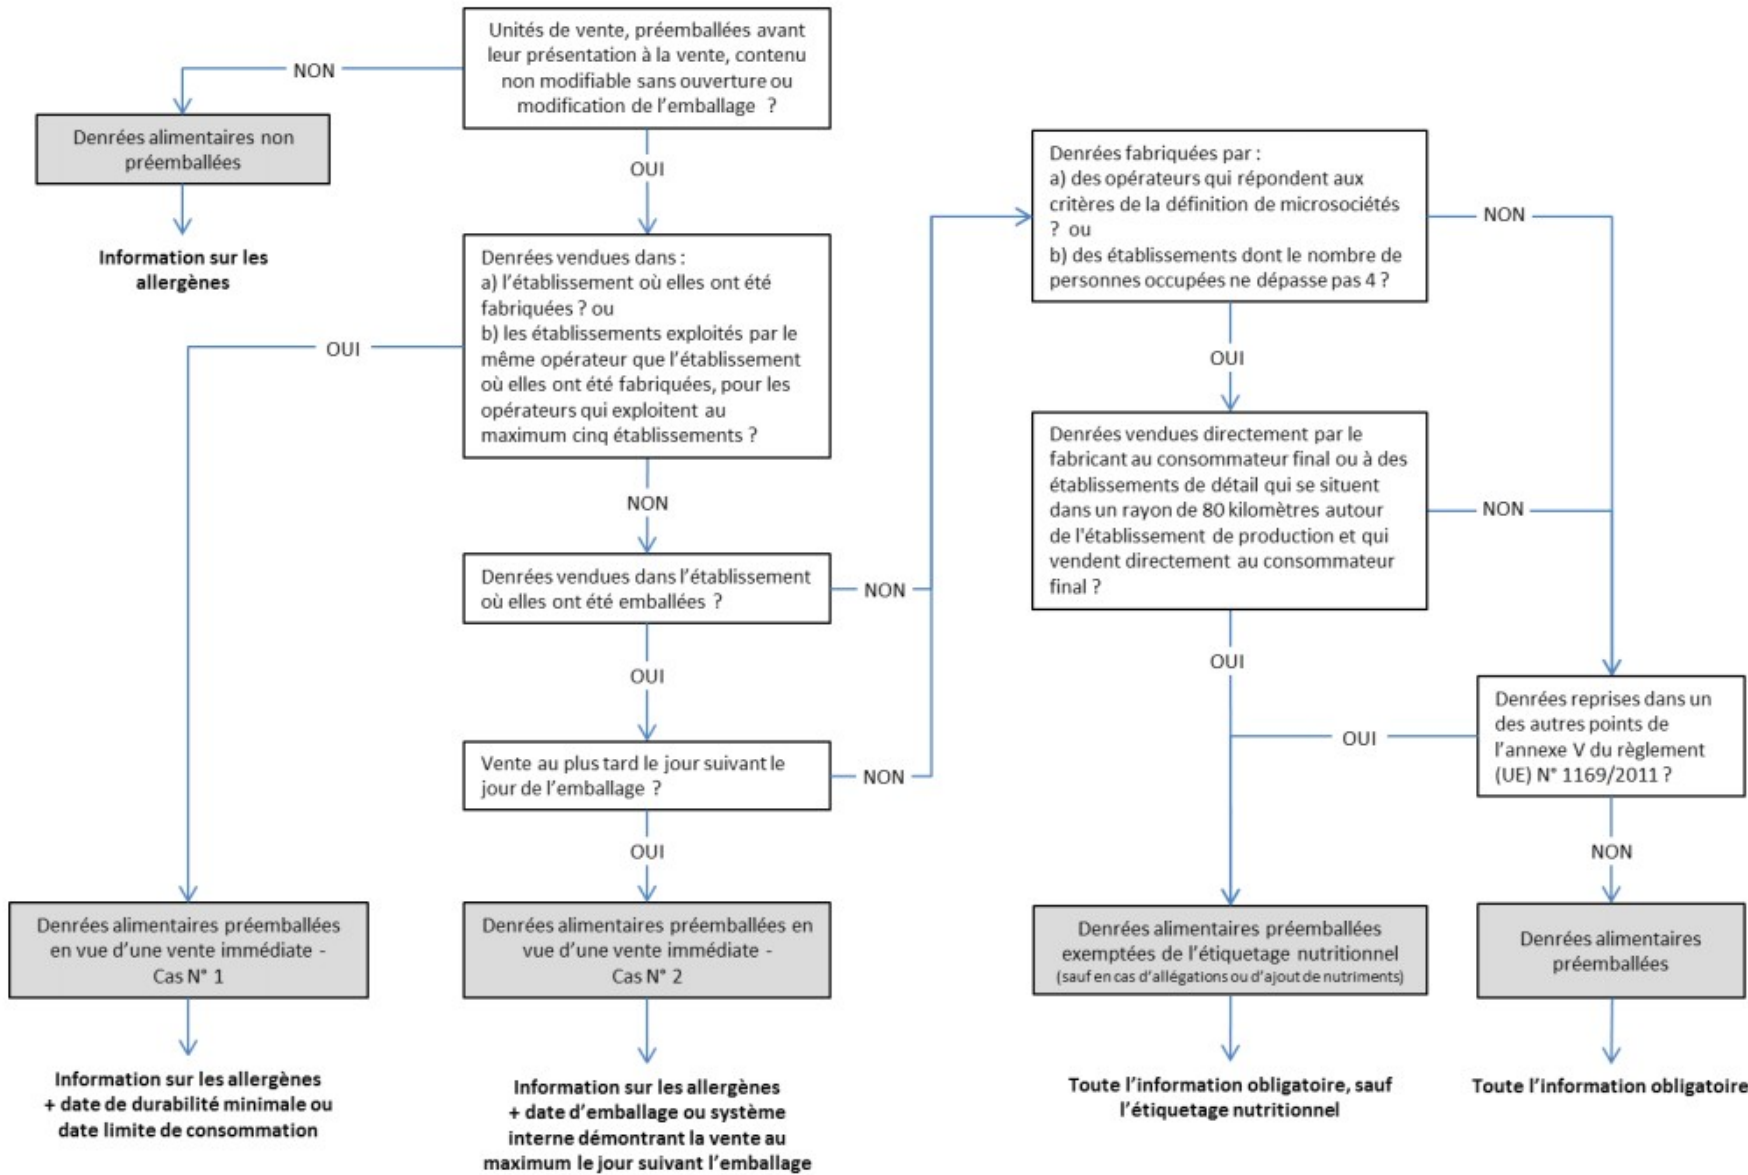 Unités de vente, préemballées avant
leur présentation à la vente, contenu
non modifiable sans ouverture ou
modification de l'emballage ?
NON
Denrées alimentaires non
préemballées
Information sur les
allergènes
OUI
Denrées vendues dans :
a) l'établissement où elles ont été
fabriquées ? ou
b) les établissements exploités par le
même opérateur que l'établissement
où elles ont été fabriquées, pour les
opérateurs qui exploitent au
maximum cinq établissements ?
OUI
NON
Denrées vendues dans l'établissement
où elles ont été emballées ?
NON
OUI
Vente au plus tard le jour suivant le
jour de l'emballage ?
NON
OUI
Denrées alimentaires préemballées
en vue d'une vente immédiate -
Cas N° 1
Information sur les allergènes
+ date de durabilité minimale ou
date limite de consommation
Denrées alimentaires préemballées en
vue d'une vente immédiate -
Cas N° 2
Information sur les allergènes
+ date d'emballage ou système
interne démontrant la vente au
maximum le jour suivant l'emballage
Denrées fabriquées par :
a) des opérateurs qui répondent aux
critères de la définition de microsociétés
? ou
b) des établissements dont le nombre de
personnes occupées ne dépasse pas 4 ?
NON
OUI
Denrées vendues directement par le
fabricant au consommateur final ou à des
établissements de détail qui se situent
dans un rayon de 80 kilomètres autour
de l'établissement de production et qui
vendent directement au consommateur
final ?
NON
OUI
Denrées reprises dans un
des autres points de
l'annexe V du règlement
(UE) N° 1169/2011 ?
OUI
NON
Denrées alimentaires préemballées
exemptées de l'étiquetage nutritionnel
(sauf en cas d'allégations ou d'ajout de nutriments)
Toute l'information obligatoire, sauf
l'étiquetage nutritionnel
Denrées alimentaires
préemballées
Toute l'information obligatoire